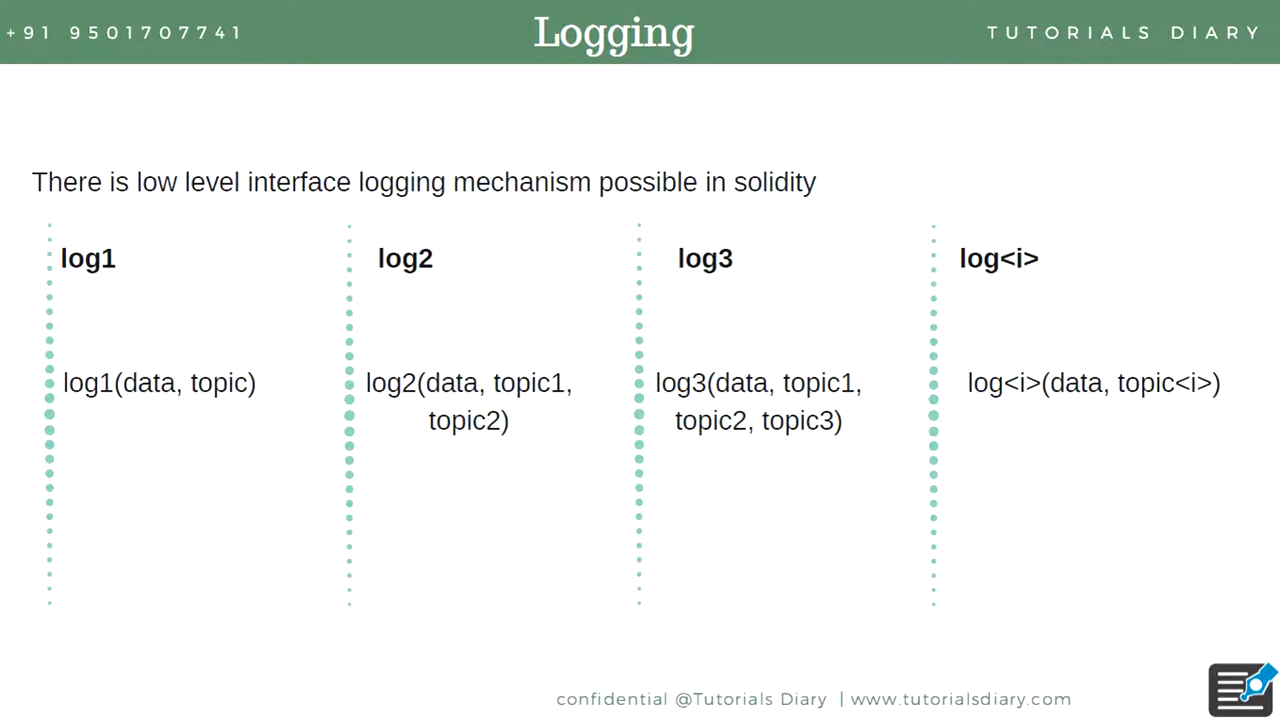 +91 9501707741
Logging
TUTORIALS DIARY
There is low level interface logging mechanism possible in solidity
log1
log2
log3
log<i>
log1(data, topic)
log2(data, topic1,
topic2)
log3(data, topic1,
topic2, topic3)
log<i>(data, topic<i>)
confidential @Tutorials Diary | www.tutorialsdiary.com